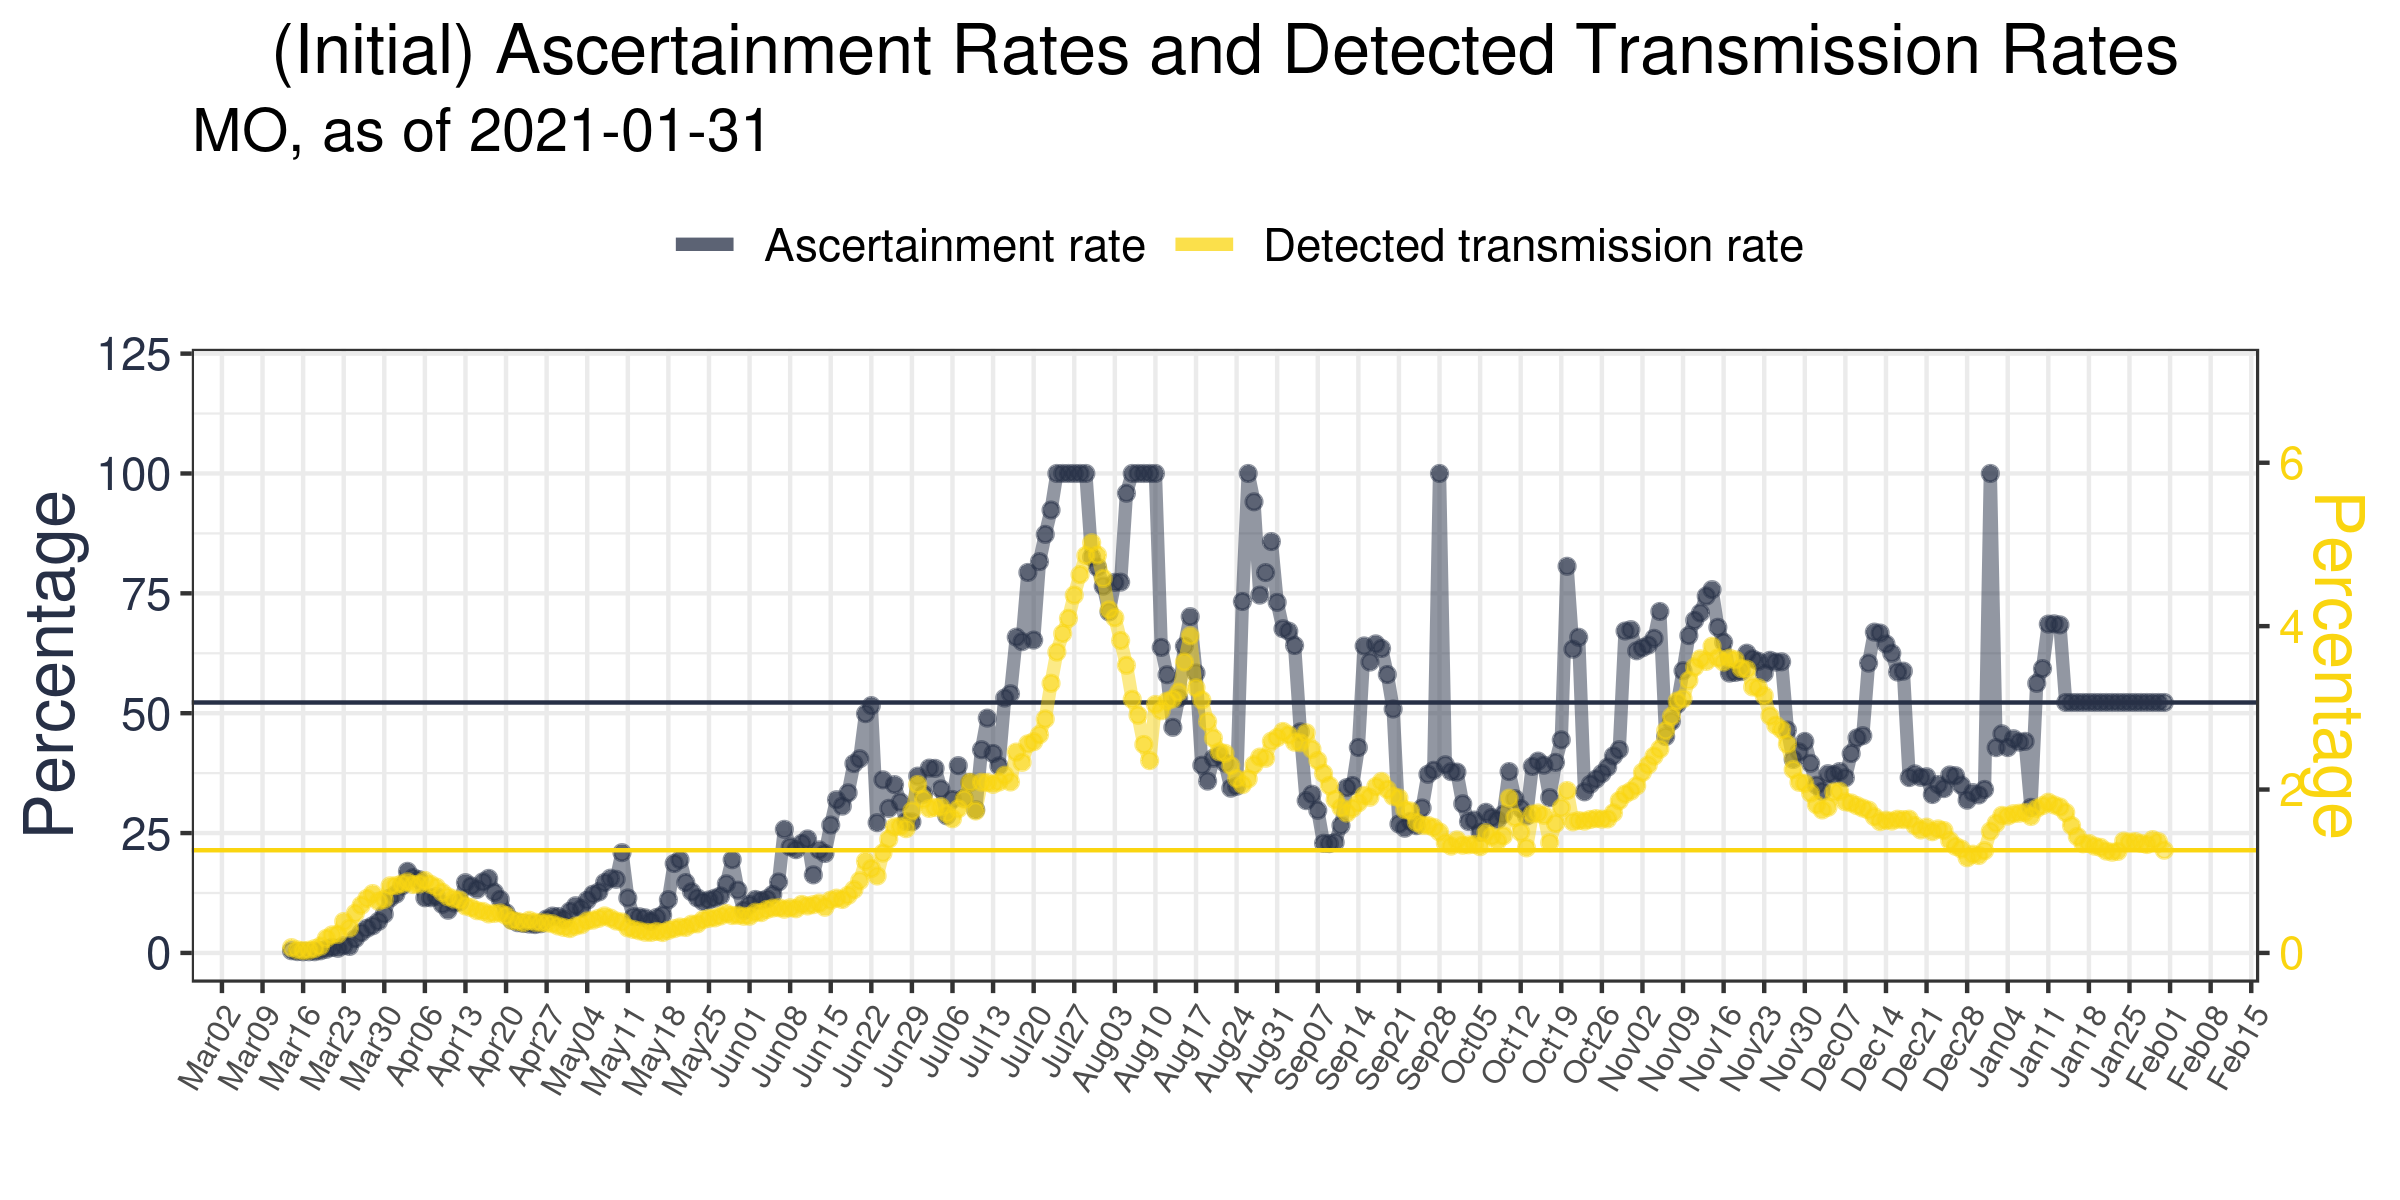 (Initial) Ascertainment Rates and Detected Transmission Rates
MO, as of 2021-01-31
Ascertainment rate
Detected transmission rate
Percentage
125
100
75
50
25
0
6
4
2
0
Percentage
Mar02
Mar09
Mar16
Mar23
Mar30
Apr06
Apr13
Apr20
Apr27
May04
May11
May18
May25
Jun01
Jun08
Jun15
Jun22
Jun29
Jul06
Jul13
Jul20
Jul27
Aug03
Aug10
Aug17
Aug24
Aug31
Sep07
Sep14
Sep21
Sep28
Oct05
Oct12
Oct19
Oct26
Nov02
Nov09
Nov16
Nov23
Nov30
Dec07
Dec14
Dec21
Dec28
Jan04
Jan11
Jan18
Jan25
Feb01
Feb08
Feb15